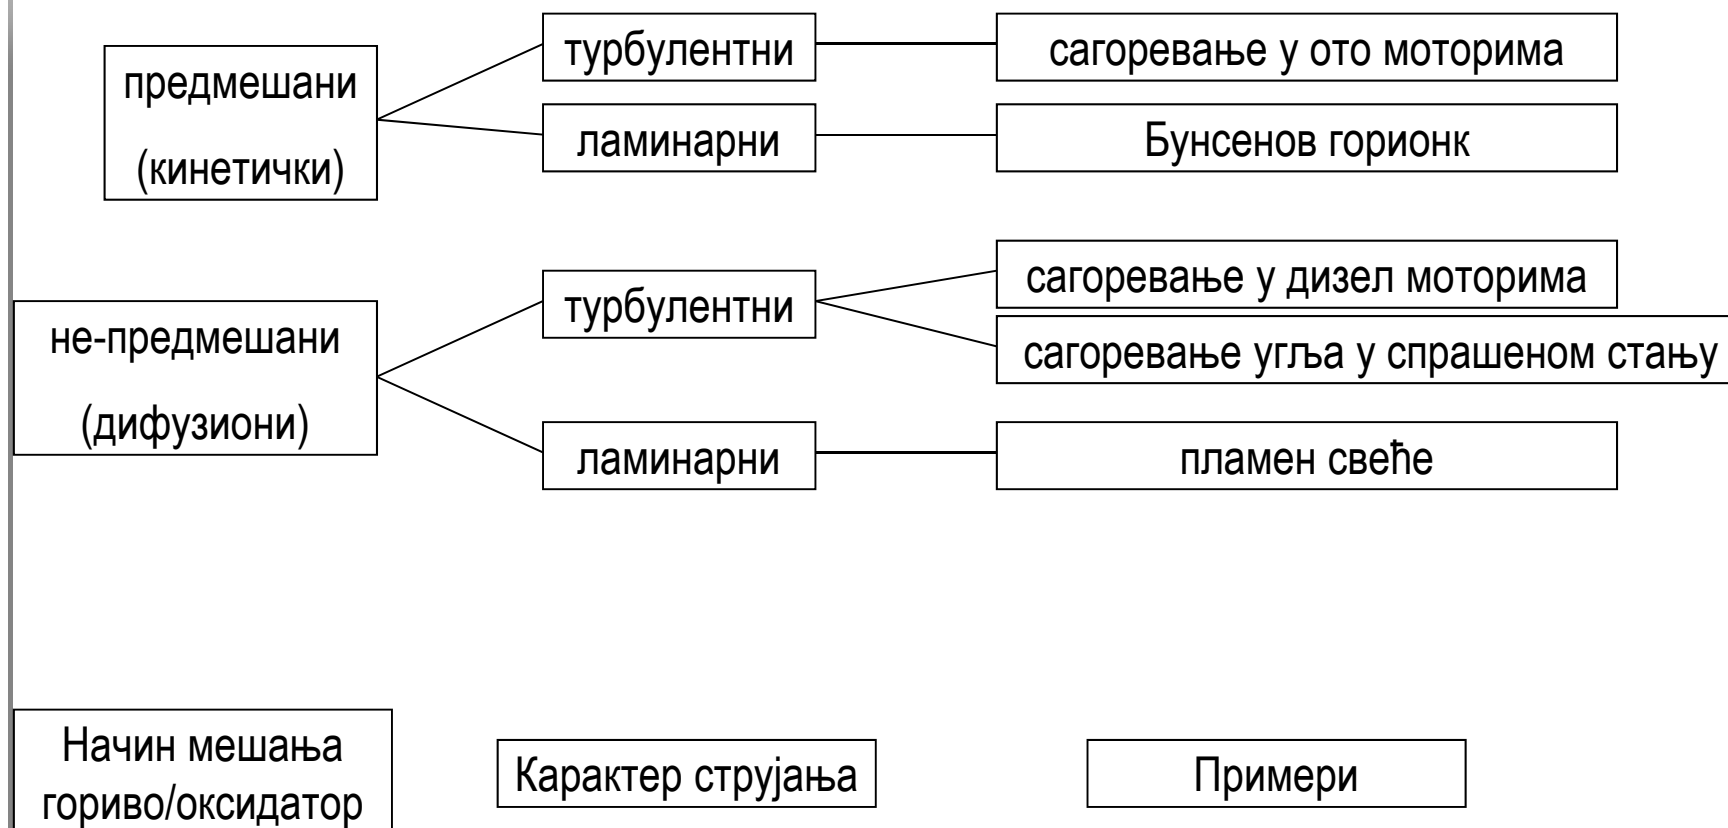 предмешани
(кинетички)
турбулентни
сагоревање у ото моторима
ламинарни
Бунсенов горионк
не-предмешани
(дифузиони)
турбулентни
сагоревање у дизел моторима
сагоревање угља у спрашеном стању
ламинарни
пламен свеће
Начин мешања
гориво/оксидатор
Карактер струјања
Примери